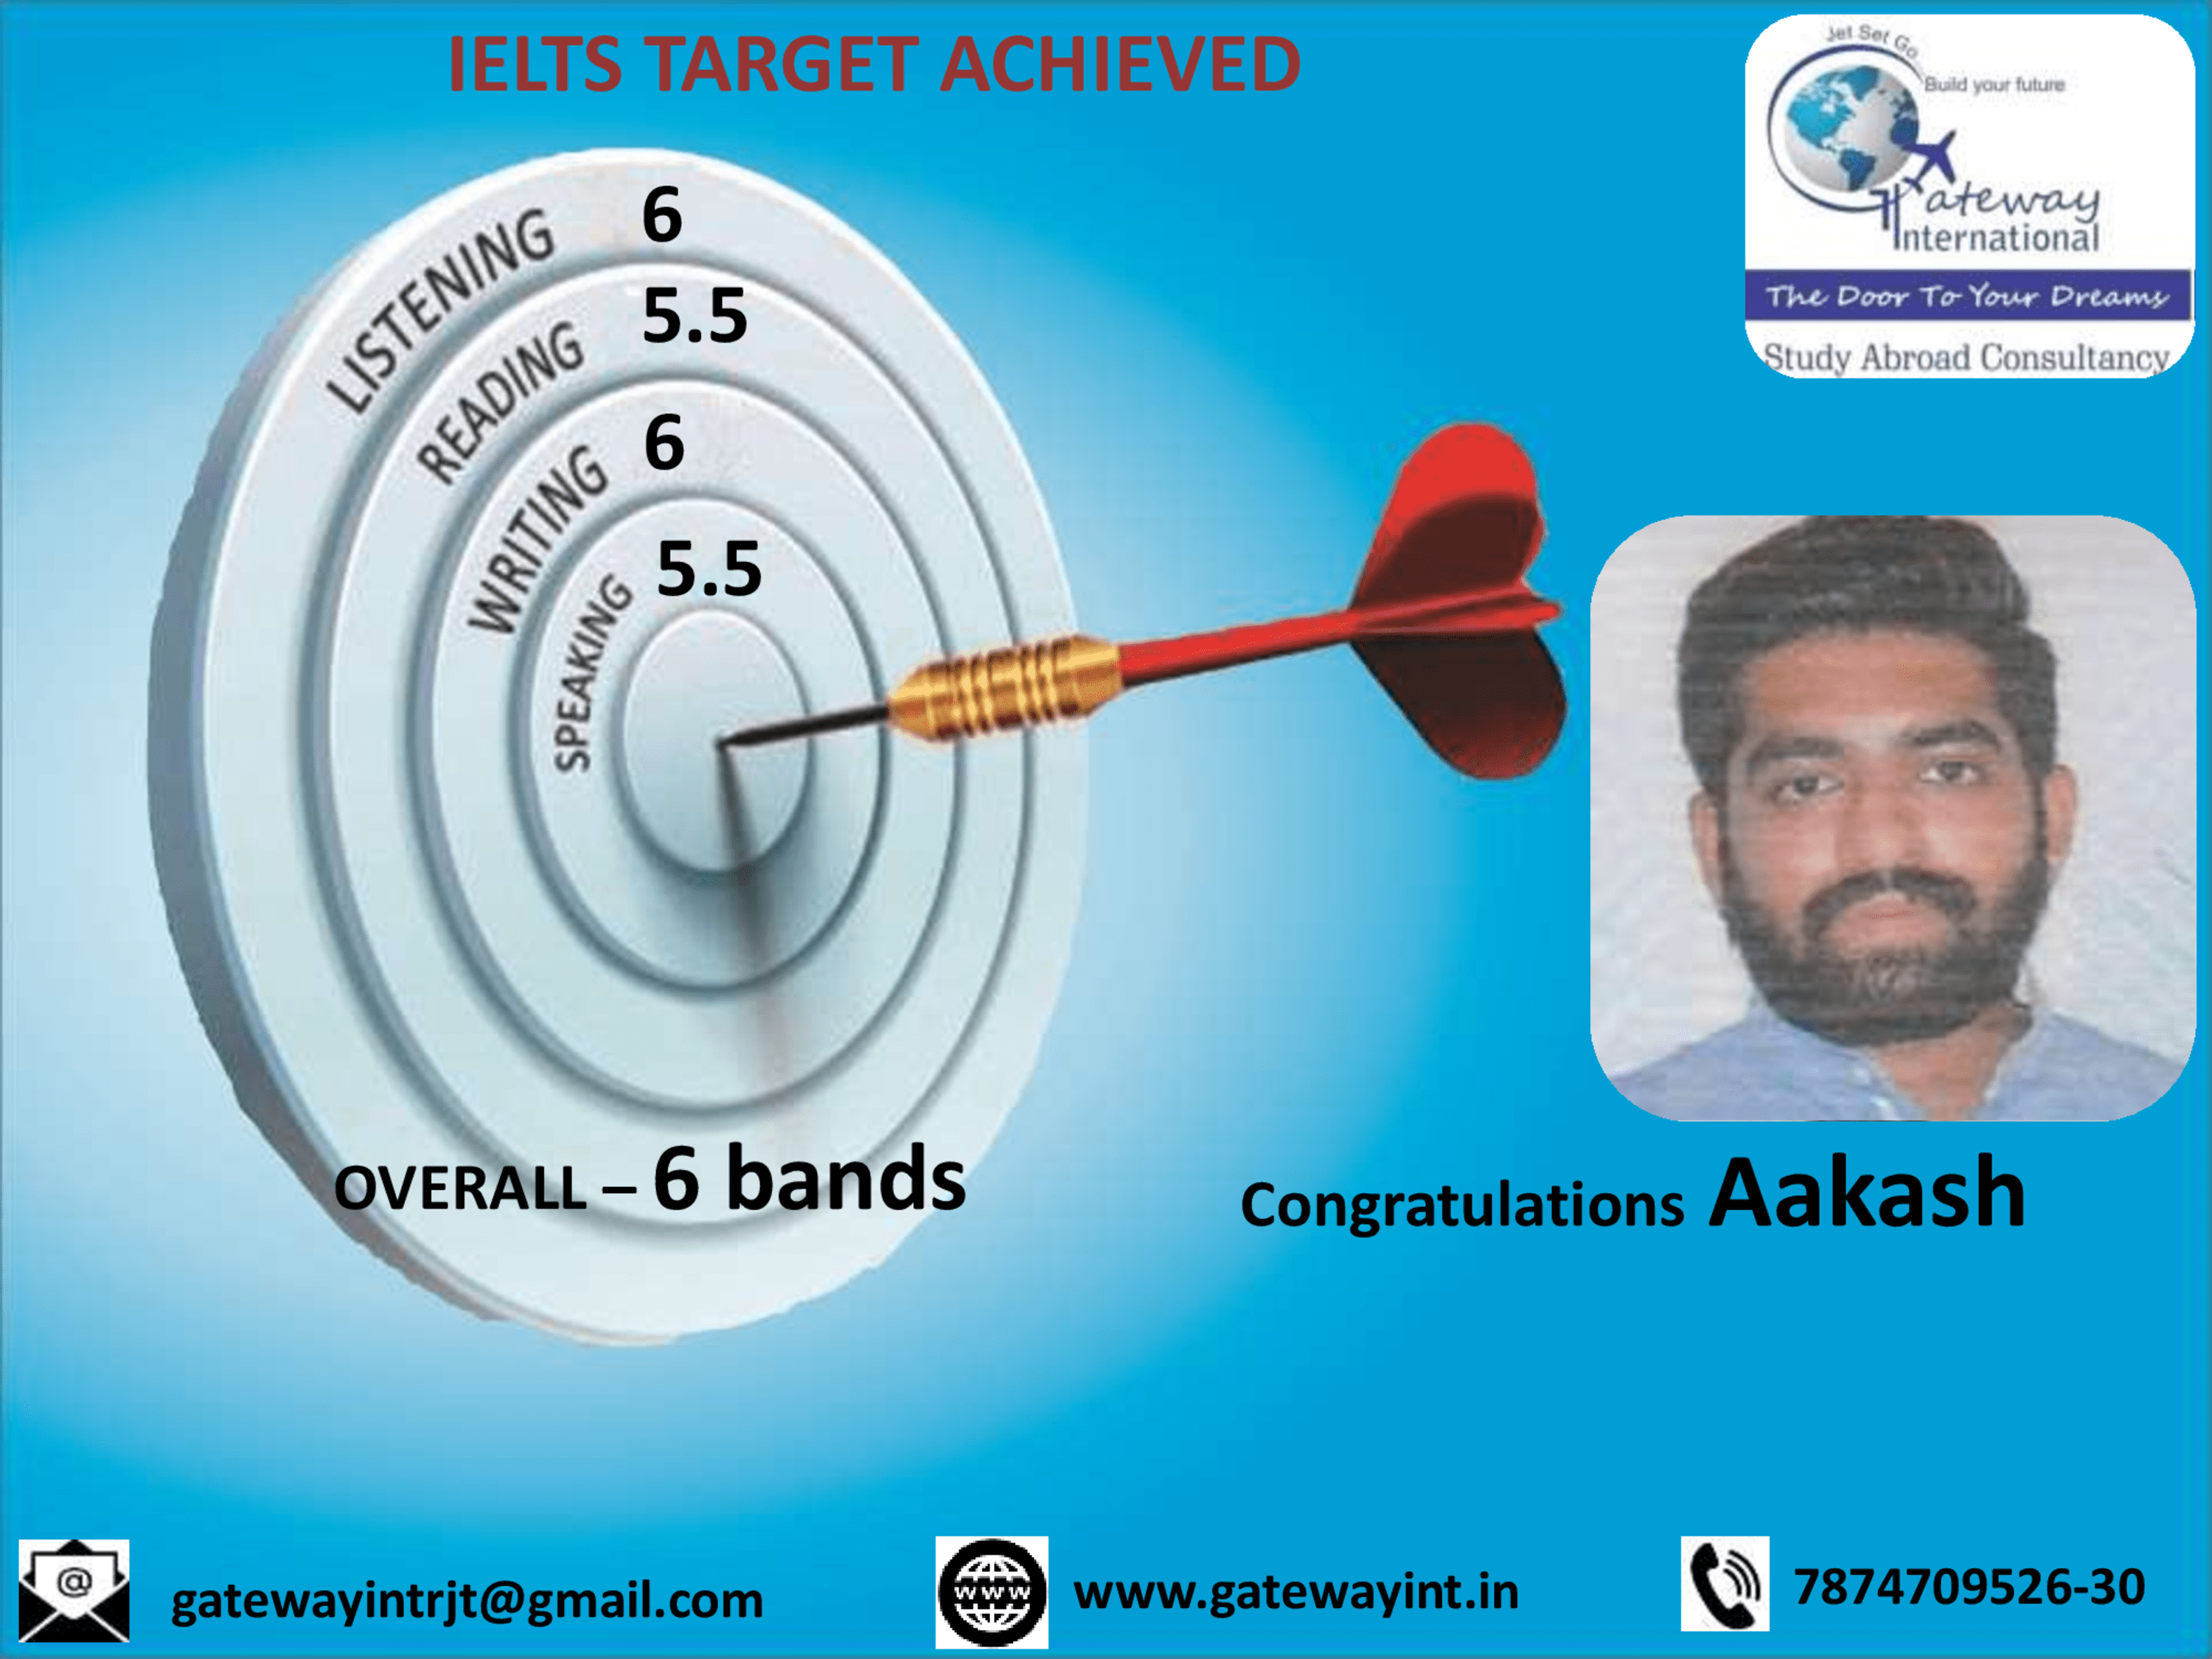 IELTS TARGET ACHIEVED
Jet Set Go
Build your future
Gateway
International
The Door To Your Dreams
Study Abroad Consultancy
LISTENING 6
READING 5.5
WRITING 6
SPEAKING 5.5
OVERALL – 6 bands
Congratulations Aakash
@ gatewayintrjt@gmail.com
www www.gatewayint.in
7874709526-30